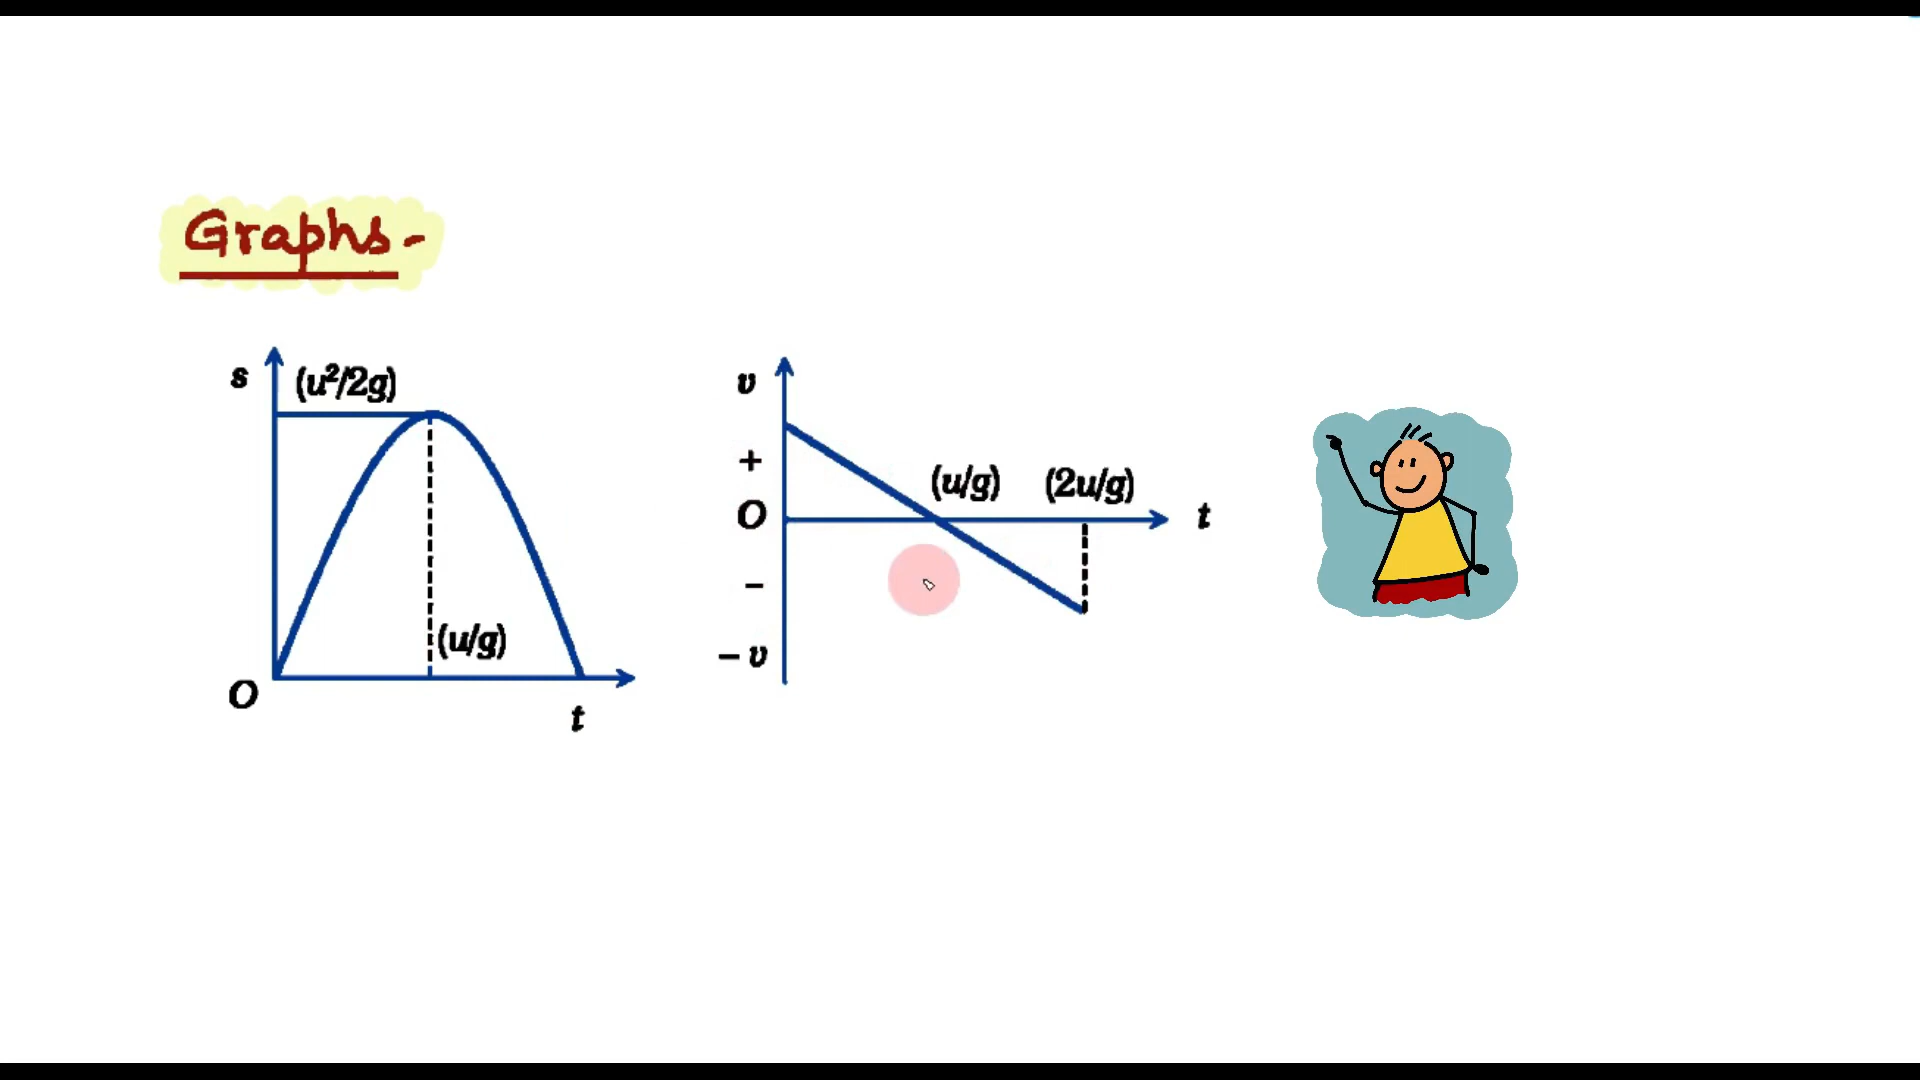 Graphs -
s
(u²/2g)
(u/g)
O
t
v
+
O
-
- v
(u/g)
(2u/g)
t